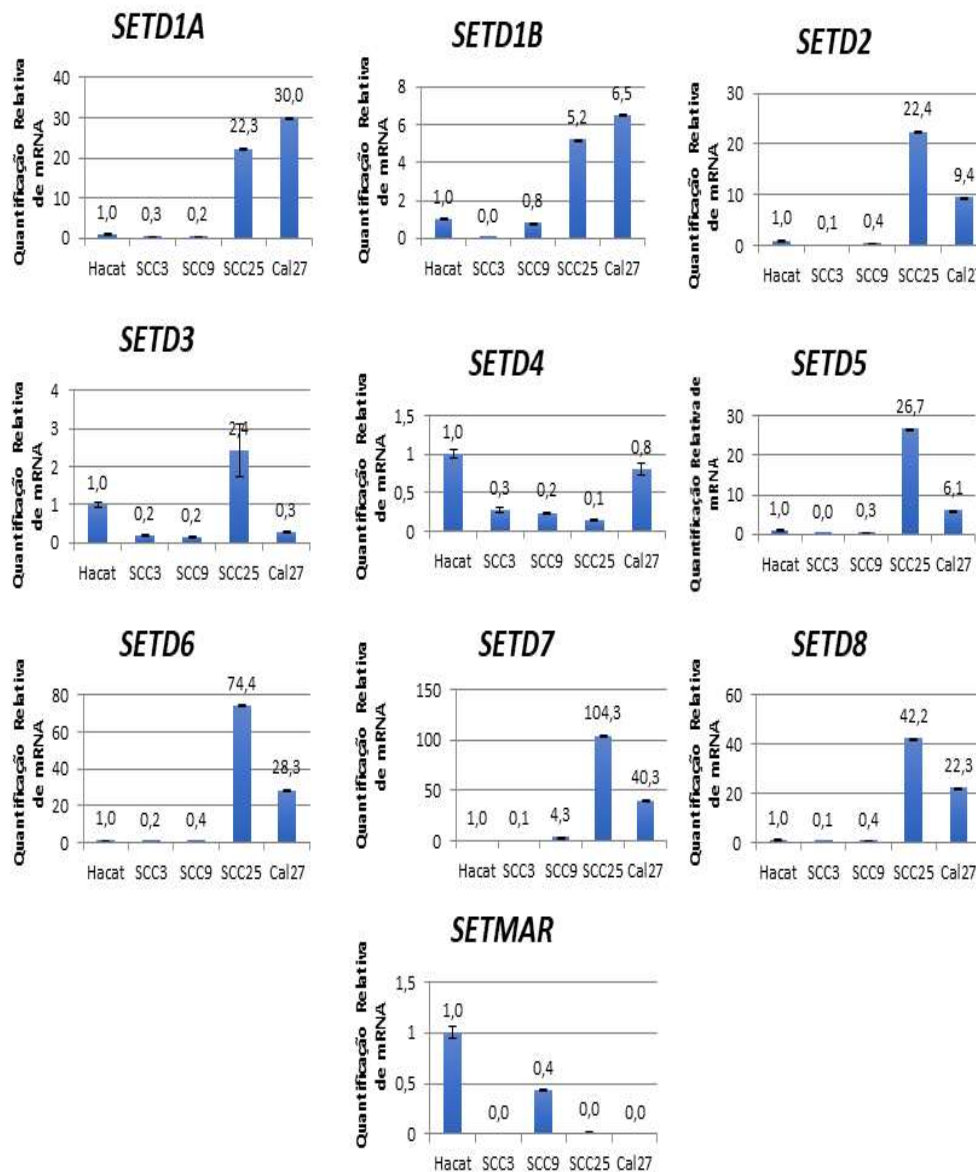 SETD1A
Quantificação Relativa
de mRNA
40
30
20
10
0
1,0
0,3
0,2
22,3
30,0
Hacat SCC3 SCC9 SCC25 Cal27
SETD1B
Quantificação Relativa
de mRNA
8
6
4
2
0
1,0
0,0
0,8
5,2
6,5
Hacat SCC3 SCC9 SCC25 Cal27
SETD2
Quantificação Relativa
de mRNA
30
20
10
0
1,0
0,1
0,4
22,4
9,4
Hacat SCC3 SCC9 SCC25 Cal27
SETD3
Quantificação Relativa
de mRNA
4
3
2
1
0
1,0
0,2
0,2
2,4
0,3
Hacat SCC3 SCC9 SCC25 Cal27
SETD4
Quantificação Relativa
de mRNA
1,5
1
0,5
0
1,0
0,3
0,2
0,1
0,8
Hacat SCC3 SCC9 SCC25 Cal27
SETD5
Quantificação Relativa de
mRNA
30
20
10
0
1,0
0,0
0,3
26,7
6,1
Hacat SCC3 SCC9 SCC25 Cal27
SETD6
Quantificação Relativa
de mRNA
80
60
40
20
0
1,0
0,2
0,4
74,4
28,3
Hacat SCC3 SCC9 SCC25 Cal27
SETD7
Quantificação Relativa
de mRNA
150
100
50
0
1,0
0,1
4,3
104,3
40,3
Hacat SCC3 SCC9 SCC25 Cal27
SETD8
Quantificação Relativa
de mRNA
60
40
20
0
1,0
0,1
0,4
42,2
22,3
Hacat SCC3 SCC9 SCC25 Cal27
SETMAR
Quantificação Relativa
de mRNA
1,5
1
0,5
0
1,0
0,0
0,4
0,0
0,0
Hacat SCC3 SCC9 SCC25 Cal27